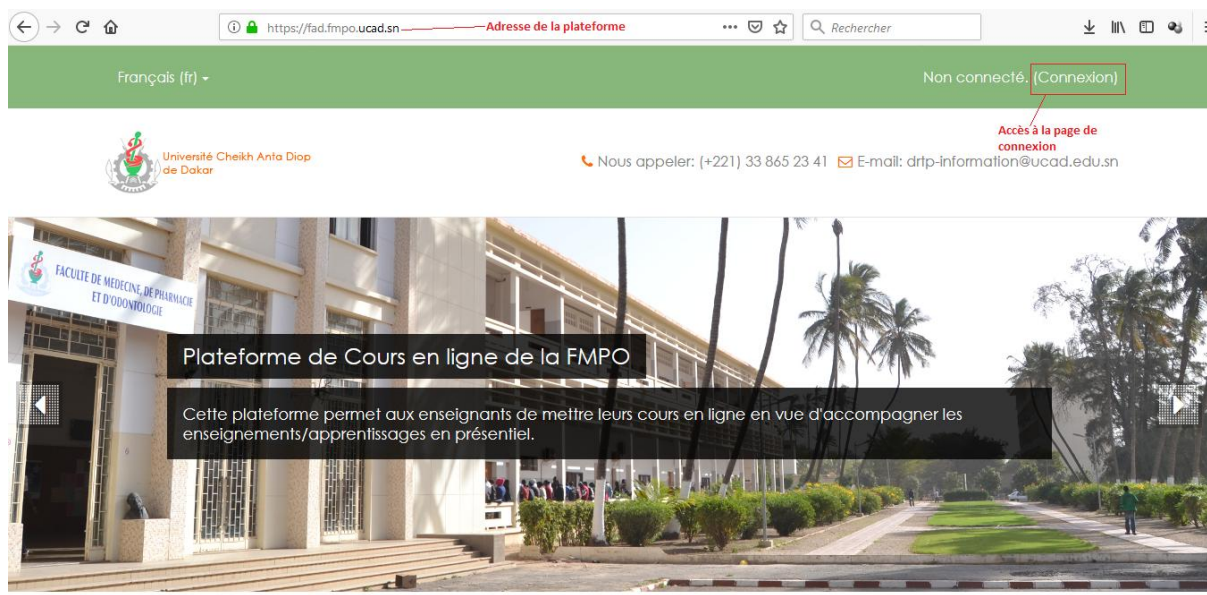 https://fad.fmpo.ucad.sn
Adresse de la plateforme
Rechercher
Français (fr)
Non connecté. (Connexion)
Accès à la page de
connexion
Université Cheikh Anta Diop
de Dakar
Nous appeler: (+221) 33 865 23 41 E-mail: drtp-information@ucad.edu.sn
FACULTE DE MEDECINE, DE PHARMACIE
ET D'ODONTOLOGIE
Plateforme de Cours en ligne de la FMPO
Cette plateforme permet aux enseignants de mettre leurs cours en ligne en vue d'accompagner les
enseignements/apprentissages en présentiel.